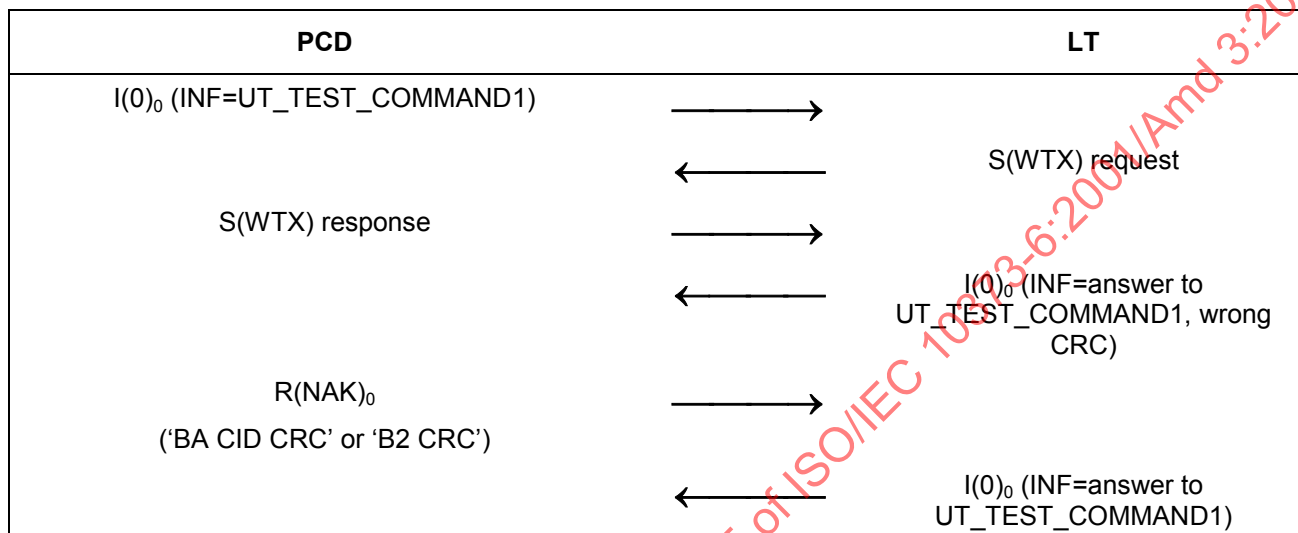 PCD LT
I(0)₀ (INF=UT_TEST_COMMAND1)
S(WTX) request
S(WTX) response
I(0)₀ (INF=answer to
UT_TEST_COMMAND1, wrong
CRC)
R(NAK)₀
(‘BA CID CRC’ or ‘B2 CRC’)
I(0)₀ (INF=answer to
UT_TEST_COMMAND1)
of ISO/IEC 10373-6:2001/Amd 3:20